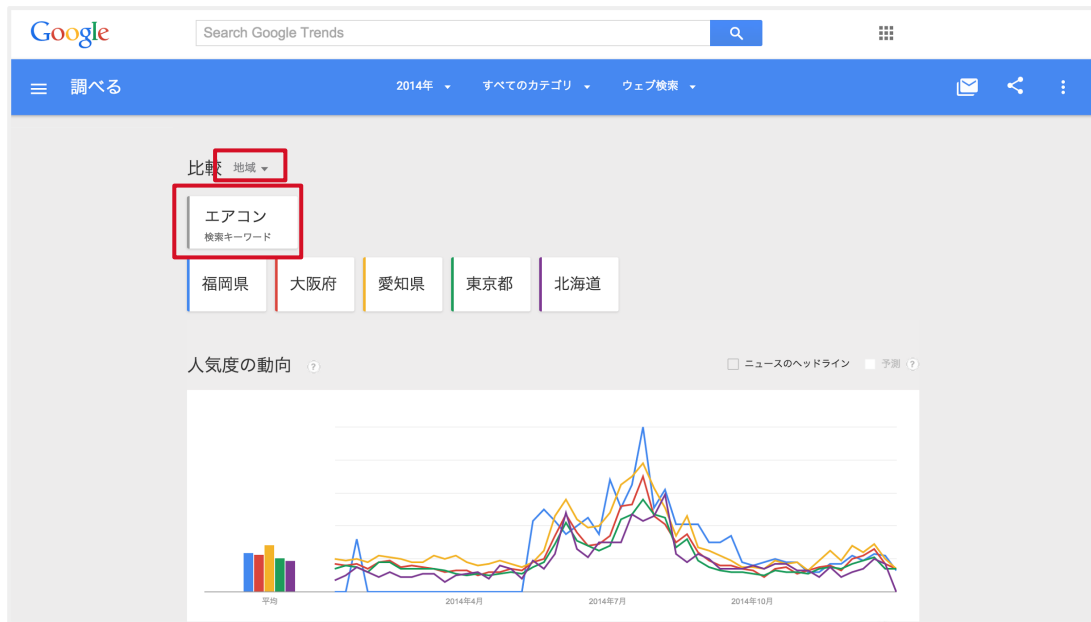 Google
Search Google Trends
調べる
2014年
すべてのカテゴリ
ウェブ検索
比較 地域
エアコン
検索キーワード
福岡県
大阪府
愛知県
東京都
北海道
人気度の動向 ?
ニュースのヘッドライン
予測 ?
平均
2014年4月
2014年7月
2014年10月